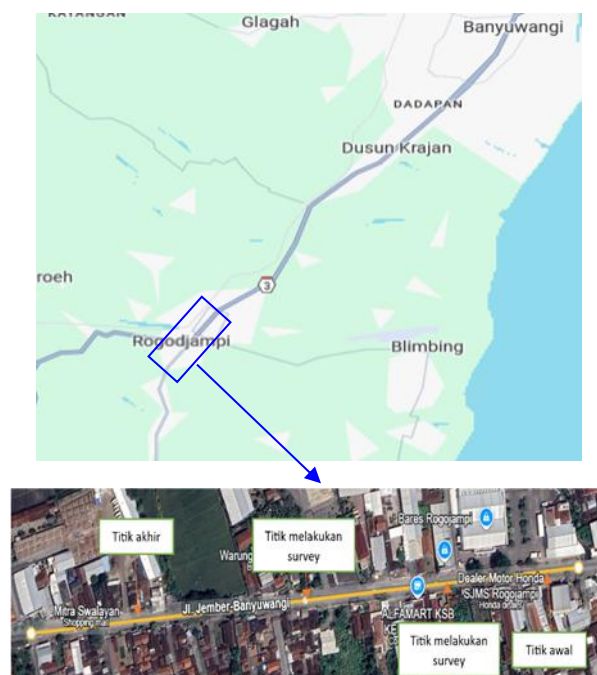 Glagah
Banyuwangi
DADAPAN
Dusun Krajan
roeh
3
Rogodjampi
Blimbing
Titik akhir
Titik melakukan
survey
Bares Rogojampi
Warung
Mitra Swalayan
Shopping mall
Jl. Jember-Banyuwangi
Dealer Motor Honda
SJMS Rogojampi
Honda dealer
ALFAMART KSB
Titik melakukan
survey
Titik awal